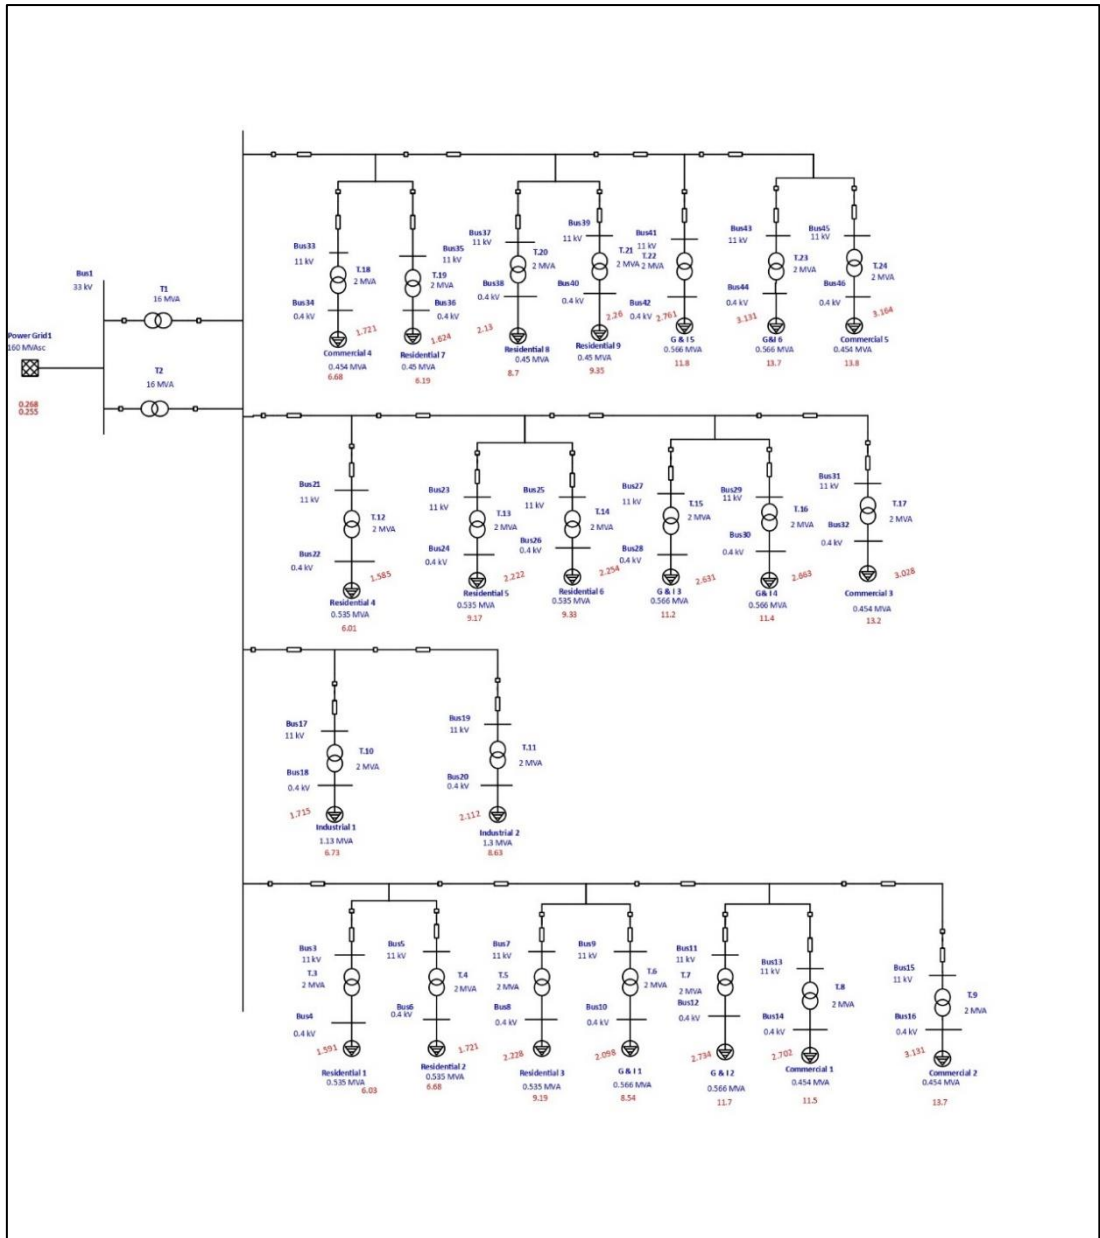 Bus1
33 kV
T1
16 MVA
Power Grid1
160 MVAsc
T2
16 MVA
0.268
0.255
Bus33
11 kV
T.18
2 MVA
Bus34
0.4 kV
1.721
Commercial 4
0.454 MVA
6.68
Bus35
11 kV
T.19
2 MVA
Bus36
0.4 kV
1.624
Residential 7
0.45 MVA
6.19
Bus37
11 kV
T.20
2 MVA
Bus38
0.4 kV
2.13
Residential 8
0.45 MVA
8.7
Bus39
11 kV
T.21
2 MVA
Bus40
0.4 kV
2.26
Residential 9
0.45 MVA
9.35
Bus41
11 kV
T.22
2 MVA
Bus42
0.4 kV
2.761
G & I 5
0.566 MVA
11.8
Bus43
11 kV
T.23
2 MVA
Bus44
0.4 kV
3.131
G&I 6
0.566 MVA
13.7
Bus45
11 kV
T.24
2 MVA
Bus46
0.4 kV
3.164
Commercial 5
0.454 MVA
13.8
Bus21
11 kV
T.12
2 MVA
Bus22
0.4 kV
1.585
Residential 4
0.535 MVA
6.01
Bus23
11 kV
T.13
2 MVA
Bus24
0.4 kV
2.222
Residential 5
0.535 MVA
9.17
Bus25
11 kV
T.14
2 MVA
Bus26
0.4 kV
2.254
Residential 6
0.535 MVA
9.33
Bus27
11 kV
T.15
2 MVA
Bus28
0.4 kV
2.631
G & I 3
0.566 MVA
11.2
Bus29
11 kV
T.16
2 MVA
Bus30
0.4 kV
2.663
G& I 4
0.566 MVA
11.4
Bus31
11 kV
T.17
2 MVA
Bus32
0.4 kV
3.028
Commercial 3
0.454 MVA
13.2
Bus17
11 kV
T.10
2 MVA
Bus18
0.4 kV
1.715
Industrial 1
1.13 MVA
6.73
Bus19
11 kV
T.11
2 MVA
Bus20
0.4 kV
2.112
Industrial 2
1.3 MVA
8.63
Bus3
11 kV
T.3
2 MVA
Bus4
0.4 kV
1.591
Residential 1
0.535 MVA
6.03
Bus5
11 kV
T.4
2 MVA
Bus6
0.4 kV
1.721
Residential 2
0.535 MVA
6.68
Bus7
11 kV
T.5
2 MVA
Bus8
0.4 kV
2.228
Residential 3
0.535 MVA
9.19
Bus9
11 kV
T.6
2 MVA
Bus10
0.4 kV
2.098
G & I 1
0.566 MVA
8.54
Bus11
11 kV
T.7
2 MVA
Bus12
0.4 kV
2.734
G & I 2
0.566 MVA
11.7
Bus13
11 kV
T.8
2 MVA
Bus14
0.4 kV
2.702
Commercial 1
0.454 MVA
11.5
Bus15
11 kV
T.9
2 MVA
Bus16
0.4 kV
3.131
Commercial 2
0.454 MVA
13.7